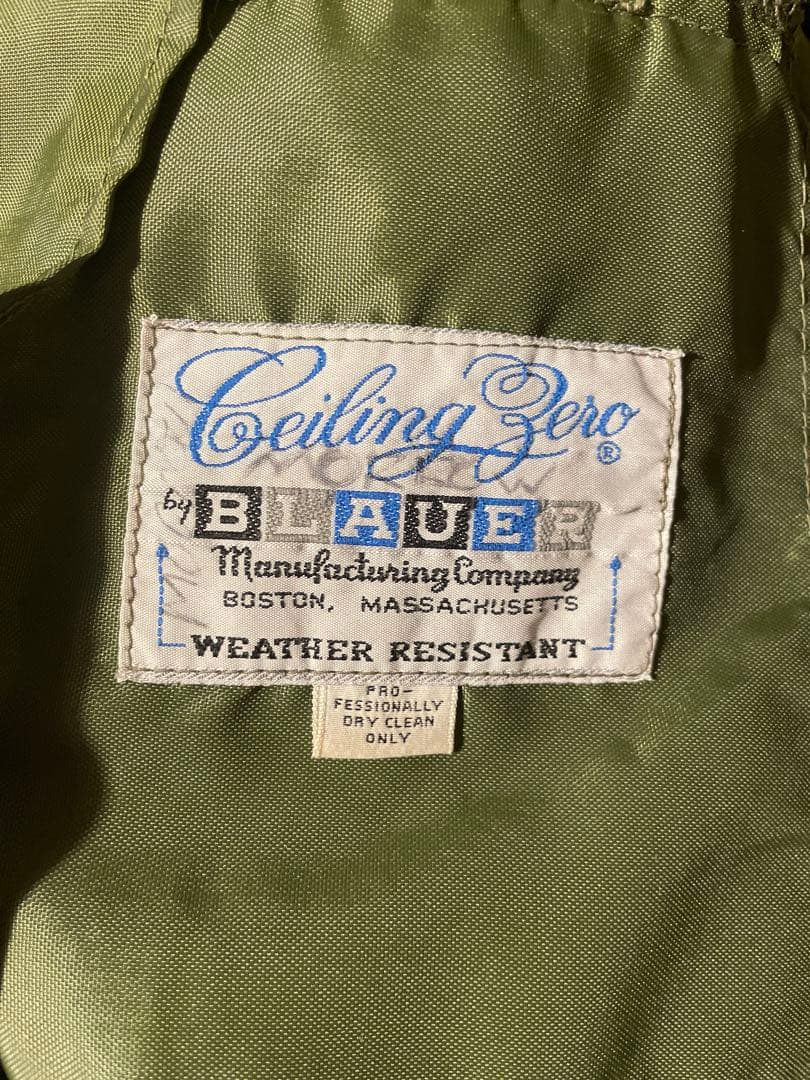 Ceiling Zero®
by BLAUER
Manufacturing Company
BOSTON, MASSACHUSETTS
WEATHER RESISTANT
PRO-
FESSIONALLY
DRY CLEAN
ONLY